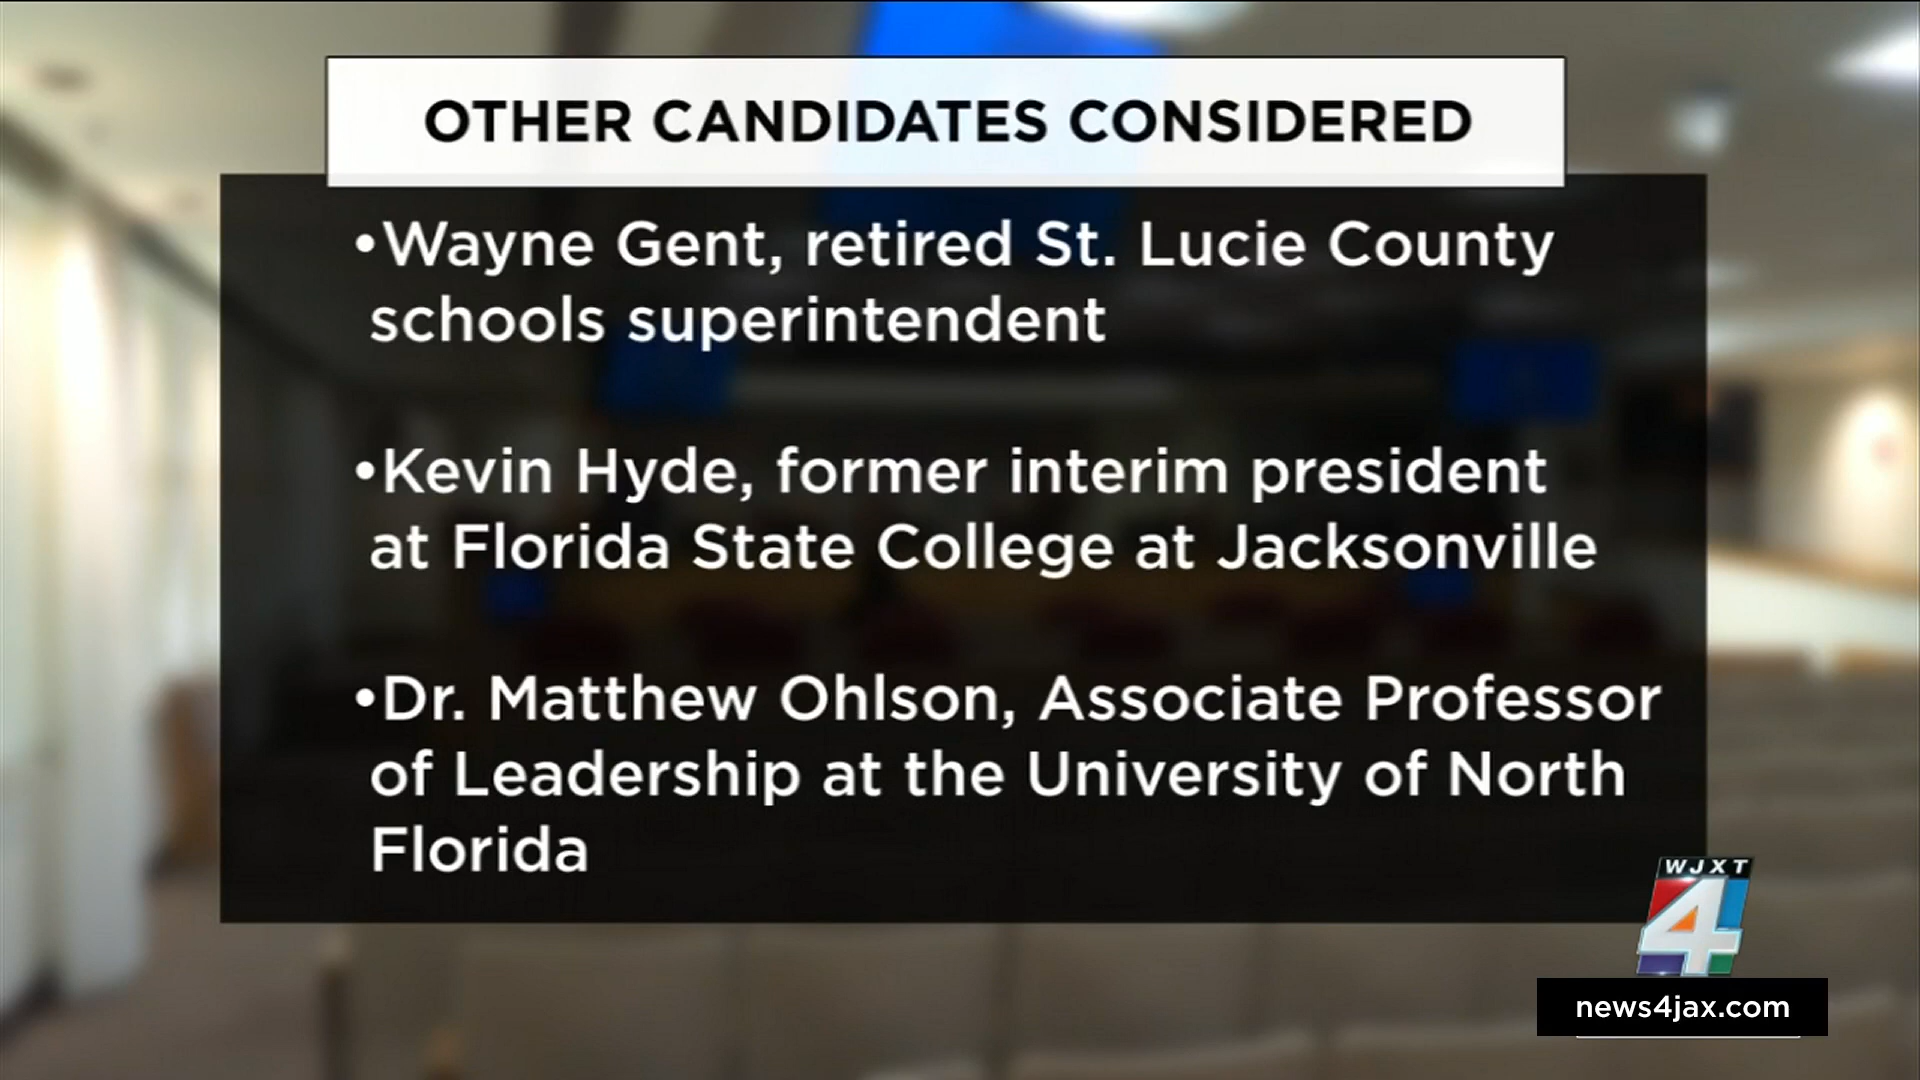 OTHER CANDIDATES CONSIDERED
•Wayne Gent, retired St. Lucie County
schools superintendent
•Kevin Hyde, former interim president
at Florida State College at Jacksonville
•Dr. Matthew Ohlson, Associate Professor
of Leadership at the University of North
Florida
WJXT
4
news4jax.com